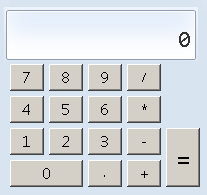 0
7 8 9 /
4 5 6 *
1 2 3 -
0 . + =